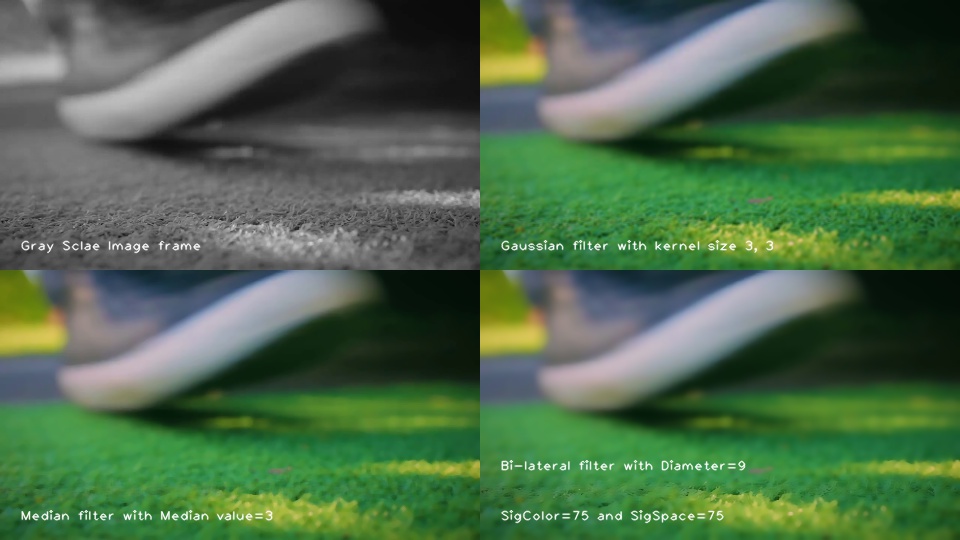 Gray Sclae Image frame
Gaussian filter with kernel size 3, 3
Median filter with Median value=3
Bi-lateral filter with Diameter=9
SigColor=75 and SigSpace=75